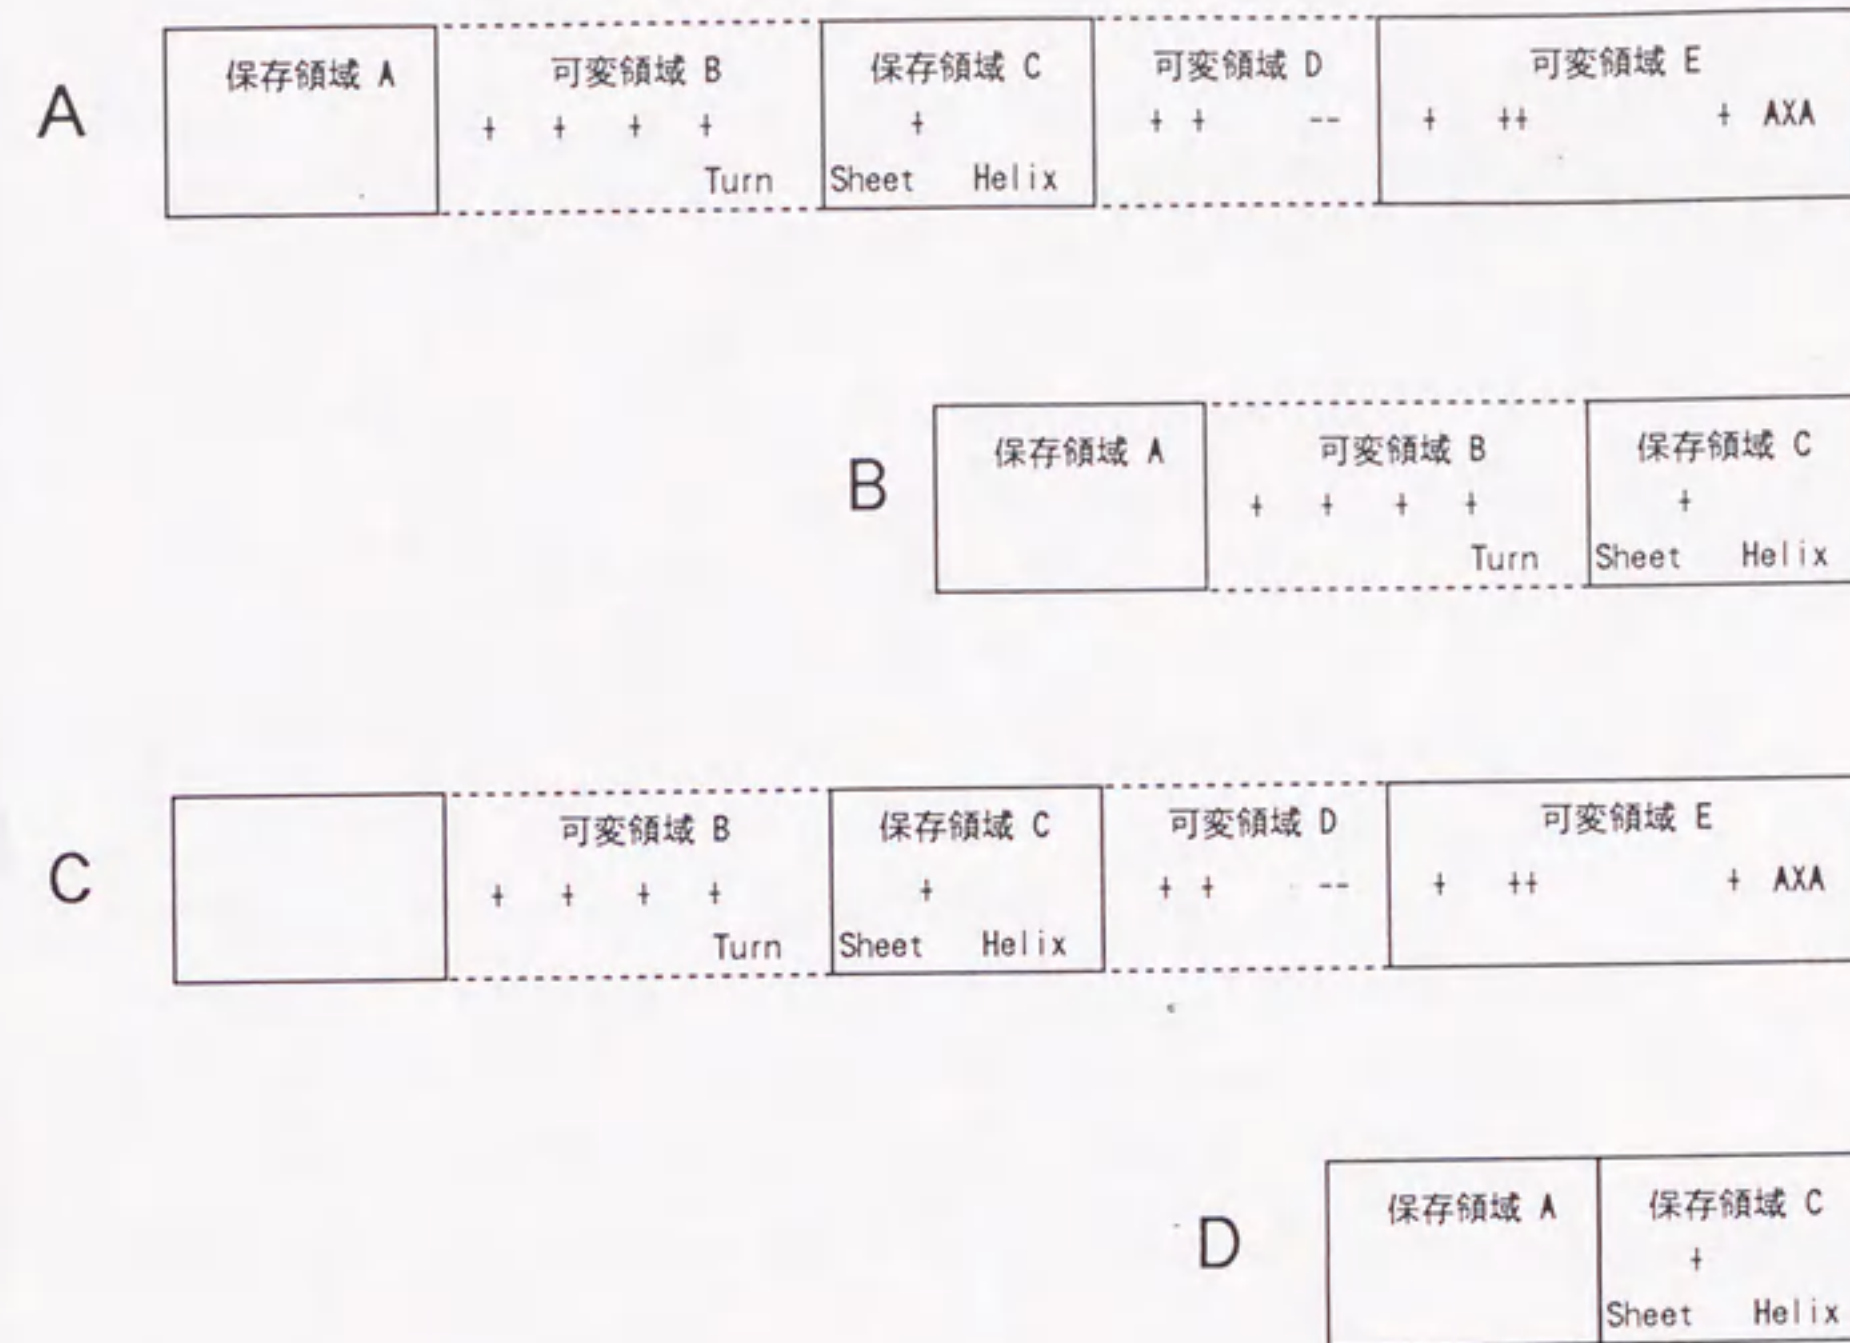 A
保存領域 A 可変領域 B 保存領域 C 可変領域 D 可変領域 E
+ + + + + + + -- + ++ + AXA
Turn Sheet Helix
B
保存領域 A 可変領域 B 保存領域 C
+ + + + +
Turn Sheet Helix
C
可変領域 B 保存領域 C 可変領域 D 可変領域 E
+ + + + + + + -- + ++ + AXA
Turn Sheet Helix
D
保存領域 A 保存領域 C
+
Sheet Helix